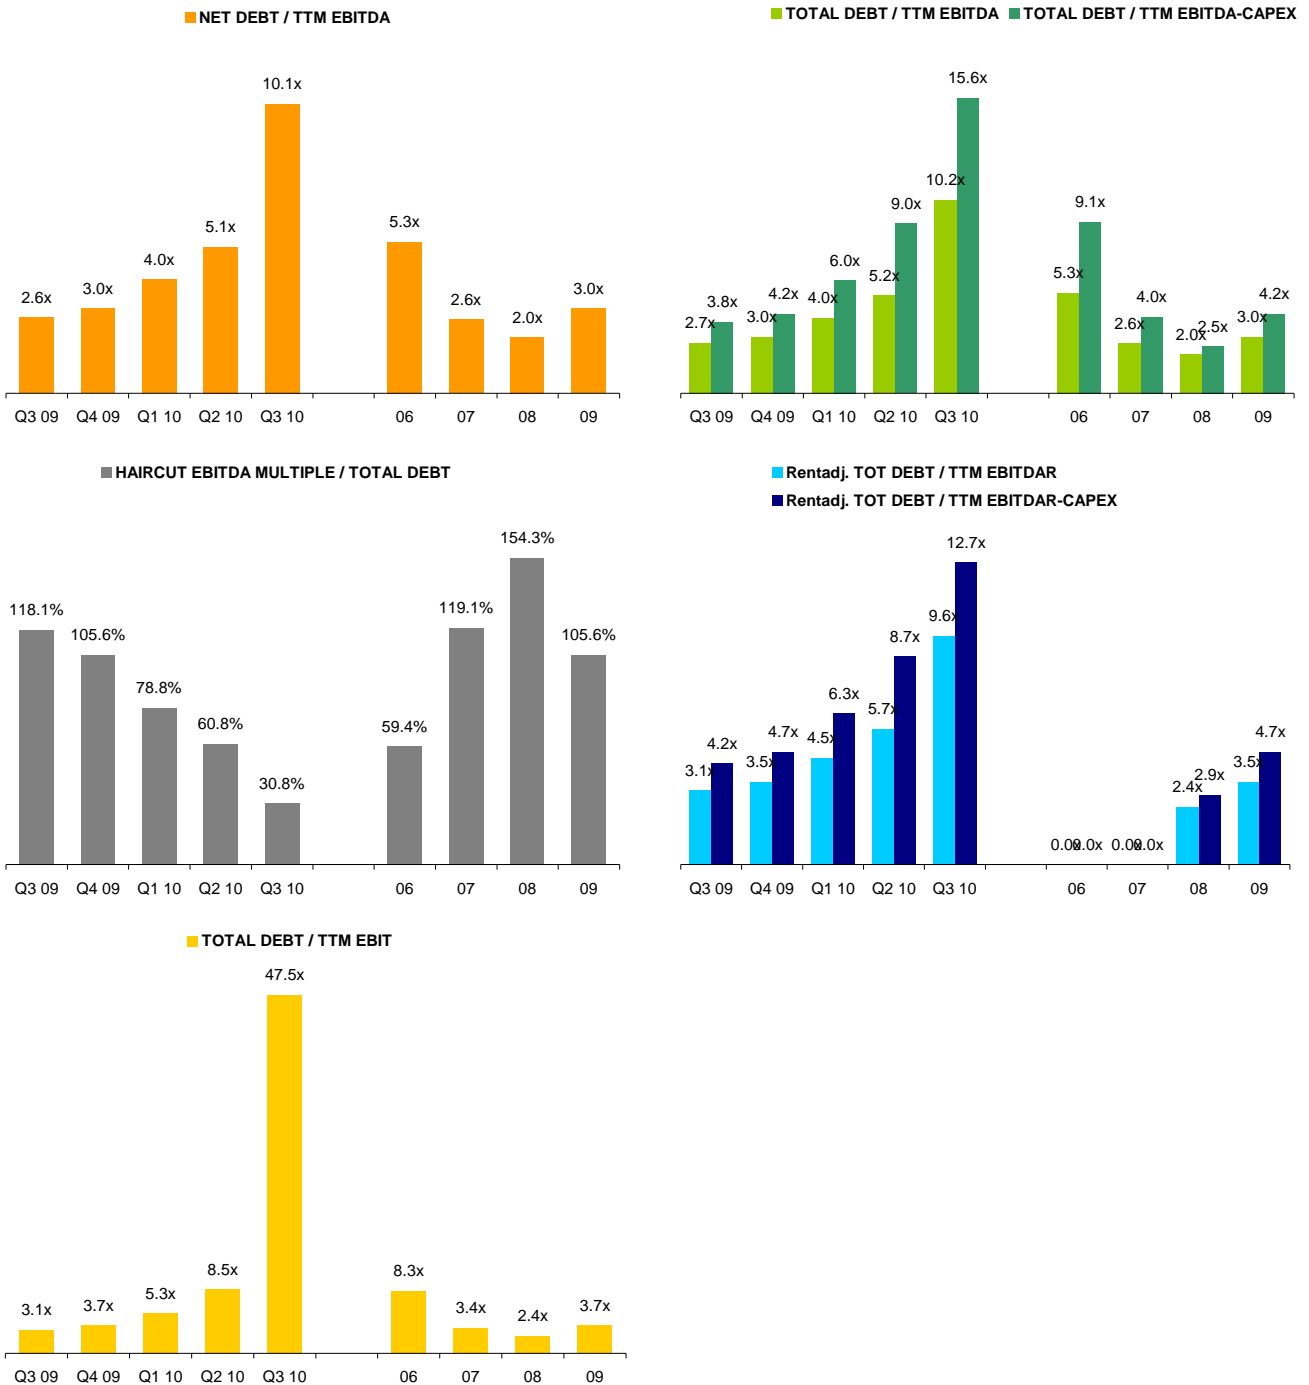 NET DEBT / TTM EBITDA
10.1x
5.3x
5.1x
4.0x
3.0x
3.0x
2.6x
2.6x
2.0x
Q3 09 Q4 09 Q1 10 Q2 10 Q3 10 06 07 08 09
TOTAL DEBT / TTM EBITDA TOTAL DEBT / TTM EBITDA-CAPEX
15.6x
10.2x
9.0x
9.1x
6.0x
5.2x
5.3x
3.8x
4.2x
4.0x
4.0x
4.2x
2.7x
3.0x
2.6x
2.0x
2.5x
3.0x
Q3 09 Q4 09 Q1 10 Q2 10 Q3 10 06 07 08 09
HAIRCUT EBITDA MULTIPLE / TOTAL DEBT
154.3%
118.1%
119.1%
105.6%
105.6%
78.8%
60.8%
59.4%
30.8%
Q3 09 Q4 09 Q1 10 Q2 10 Q3 10 06 07 08 09
Rentadj. TOT DEBT / TTM EBITDAR
Rentadj. TOT DEBT / TTM EBITDAR-CAPEX
12.7x
9.6x
8.7x
6.3x
5.7x
4.2x
4.7x
4.5x
4.7x
3.1x
3.5x
2.4x
2.9x
3.5x
0.0x 0.0x 0.0x 0.0x
Q3 09 Q4 09 Q1 10 Q2 10 Q3 10 06 07 08 09
TOTAL DEBT / TTM EBIT
47.5x
8.5x
8.3x
5.3x
3.1x
3.7x
3.4x
2.4x
3.7x
Q3 09 Q4 09 Q1 10 Q2 10 Q3 10 06 07 08 09